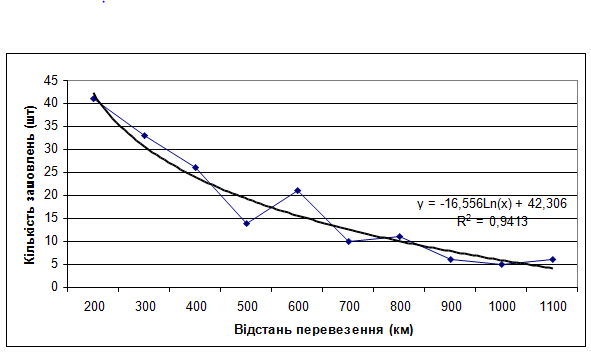 45
40
35
30
25
20
15
10
5
0
Кількість зашовлень (шт)
y = -16,556Ln(x) + 42,306
R² = 0,9413
200 300 400 500 600 700 800 900 1000 1100
Відстань перевезення (км)